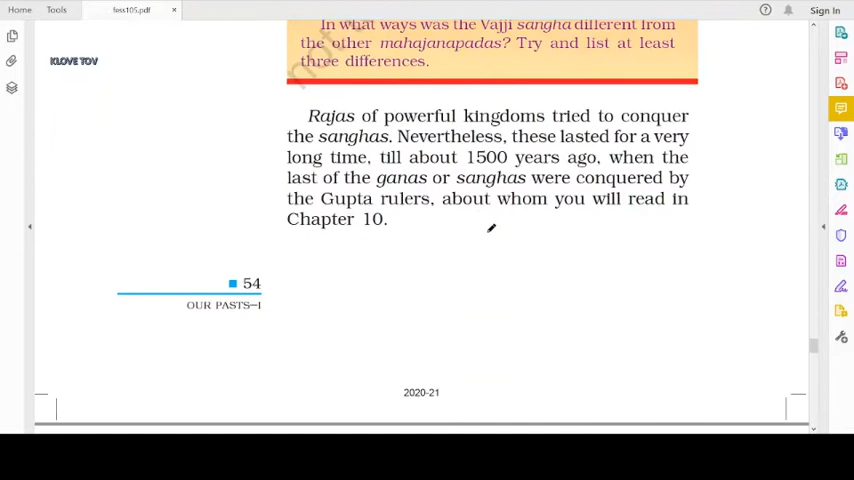 Home Tools fess105.pdf × Sign In
In what ways was the Vajji sangha different from
the other mahajanapadas? Try and list at least
three differences.
KLOVE TOV
Rajas of powerful kingdoms tried to conquer
the sanghas. Nevertheless, these lasted for a very
long time, till about 1500 years ago, when the
last of the ganas or sanghas were conquered by
the Gupta rulers, about whom you will read in
Chapter 10.
54
OUR PASTS–I
2020-21